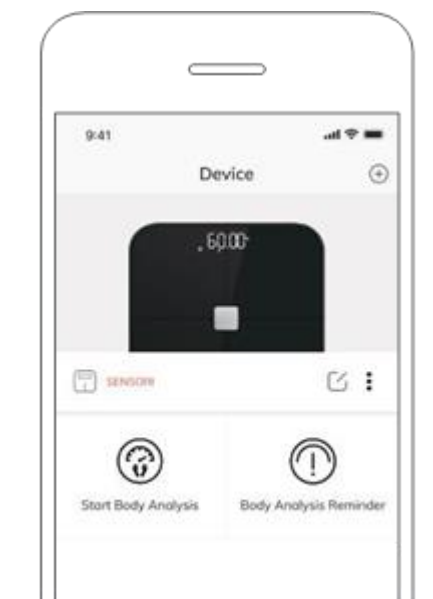 9:41
Device
60.00
SENSORI
Start Body Analysis
Body Analysis Reminder